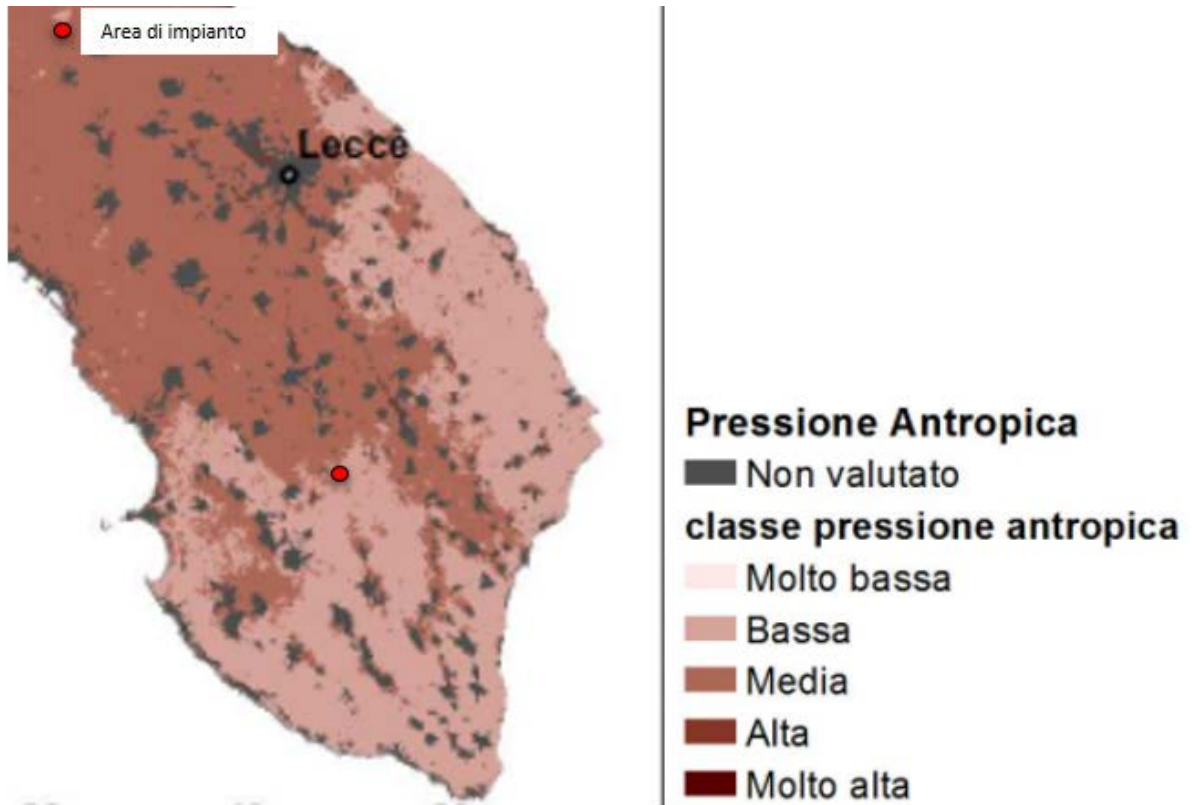 Area di impianto
Lecce
Pressione Antropica
Non valutato
classe pressione antropica
Molto bassa
Bassa
Media
Alta
Molto alta